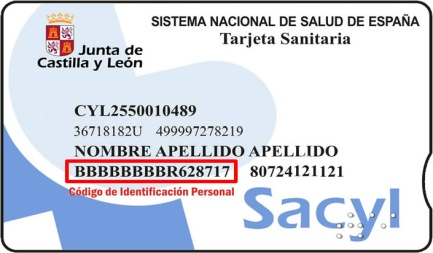 SISTEMA NACIONAL DE SALUD DE ESPAÑA
Tarjeta Sanitaria
Junta de
Castilla y León
CYL2550010489
36718182U 499997278219
NOMBRE APELLIDO APELLIDO
BBBBBBBBBR628717 80724121121
Código de Identificación Personal
Sacyl